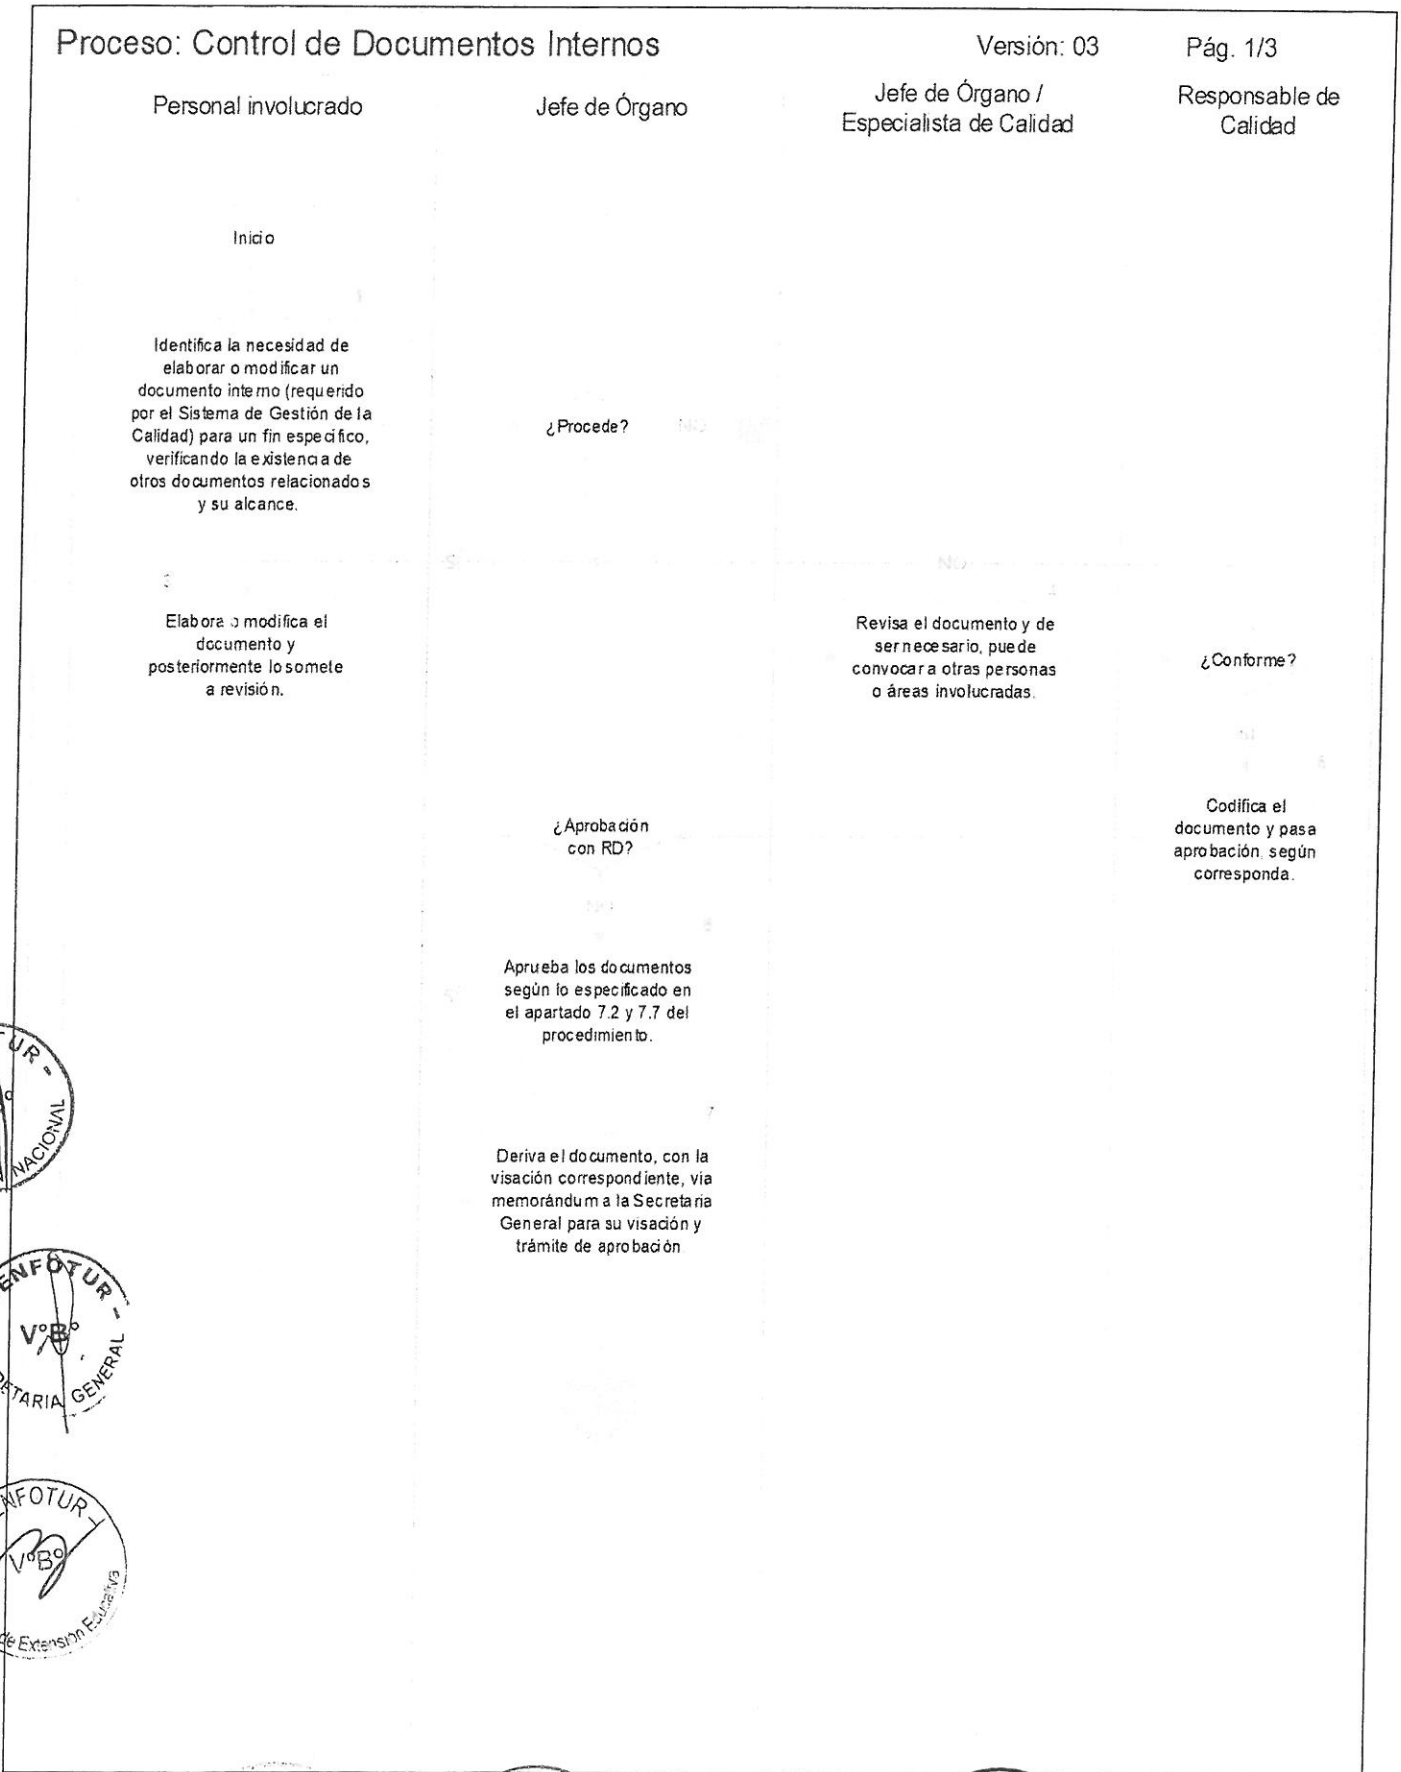 Proceso: Control de Documentos Internos
Versión: 03
Pág. 1/3
Personal involucrado
Jefe de Órgano
Jefe de Órgano /
Especialista de Calidad
Responsable de
Calidad
Inicio
Identifica la necesidad de
elaborar o modificar un
documento interno (requerido
por el Sistema de Gestión de la
Calidad) para un fin específico,
verificando la existencia de
otros documentos relacionados
y su alcance.
¿Procede?
Elabora o modifica el
documento y
posteriormente lo somete
a revisión.
Revisa el documento y de
ser necesario, puede
convocar a otras personas
o áreas involucradas.
¿Conforme?
Codifica el
documento y pasa
aprobación, según
corresponda.
¿Aprobación
con RD?
Aprueba los documentos
según lo especificado en
el apartado 7.2 y 7.7 del
procedimiento.
Deriva el documento, con la
visación correspondiente, vía
memorándum a la Secretaria
General para su visación y
trámite de aprobación
TUR -
NACIONAL
ENFOTUR -
V°B°
ETARIA GENERAL
NFOTUR -
V°B°
de Extensión Educativa